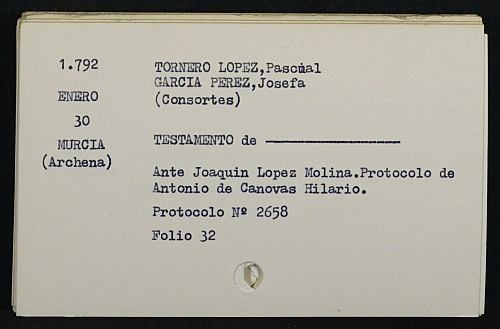 1.792
TORNERO LOPEZ,Pascual
GARCIA PEREZ,Josefa
ENERO
(Consortes)
30
MURCIA
TESTAMENTO de
(Archena)
Ante Joaquin Lopez Molina.Protocolo de
Antonio de Canovas Hilario.
Protocolo Nº 2658
Folio 32